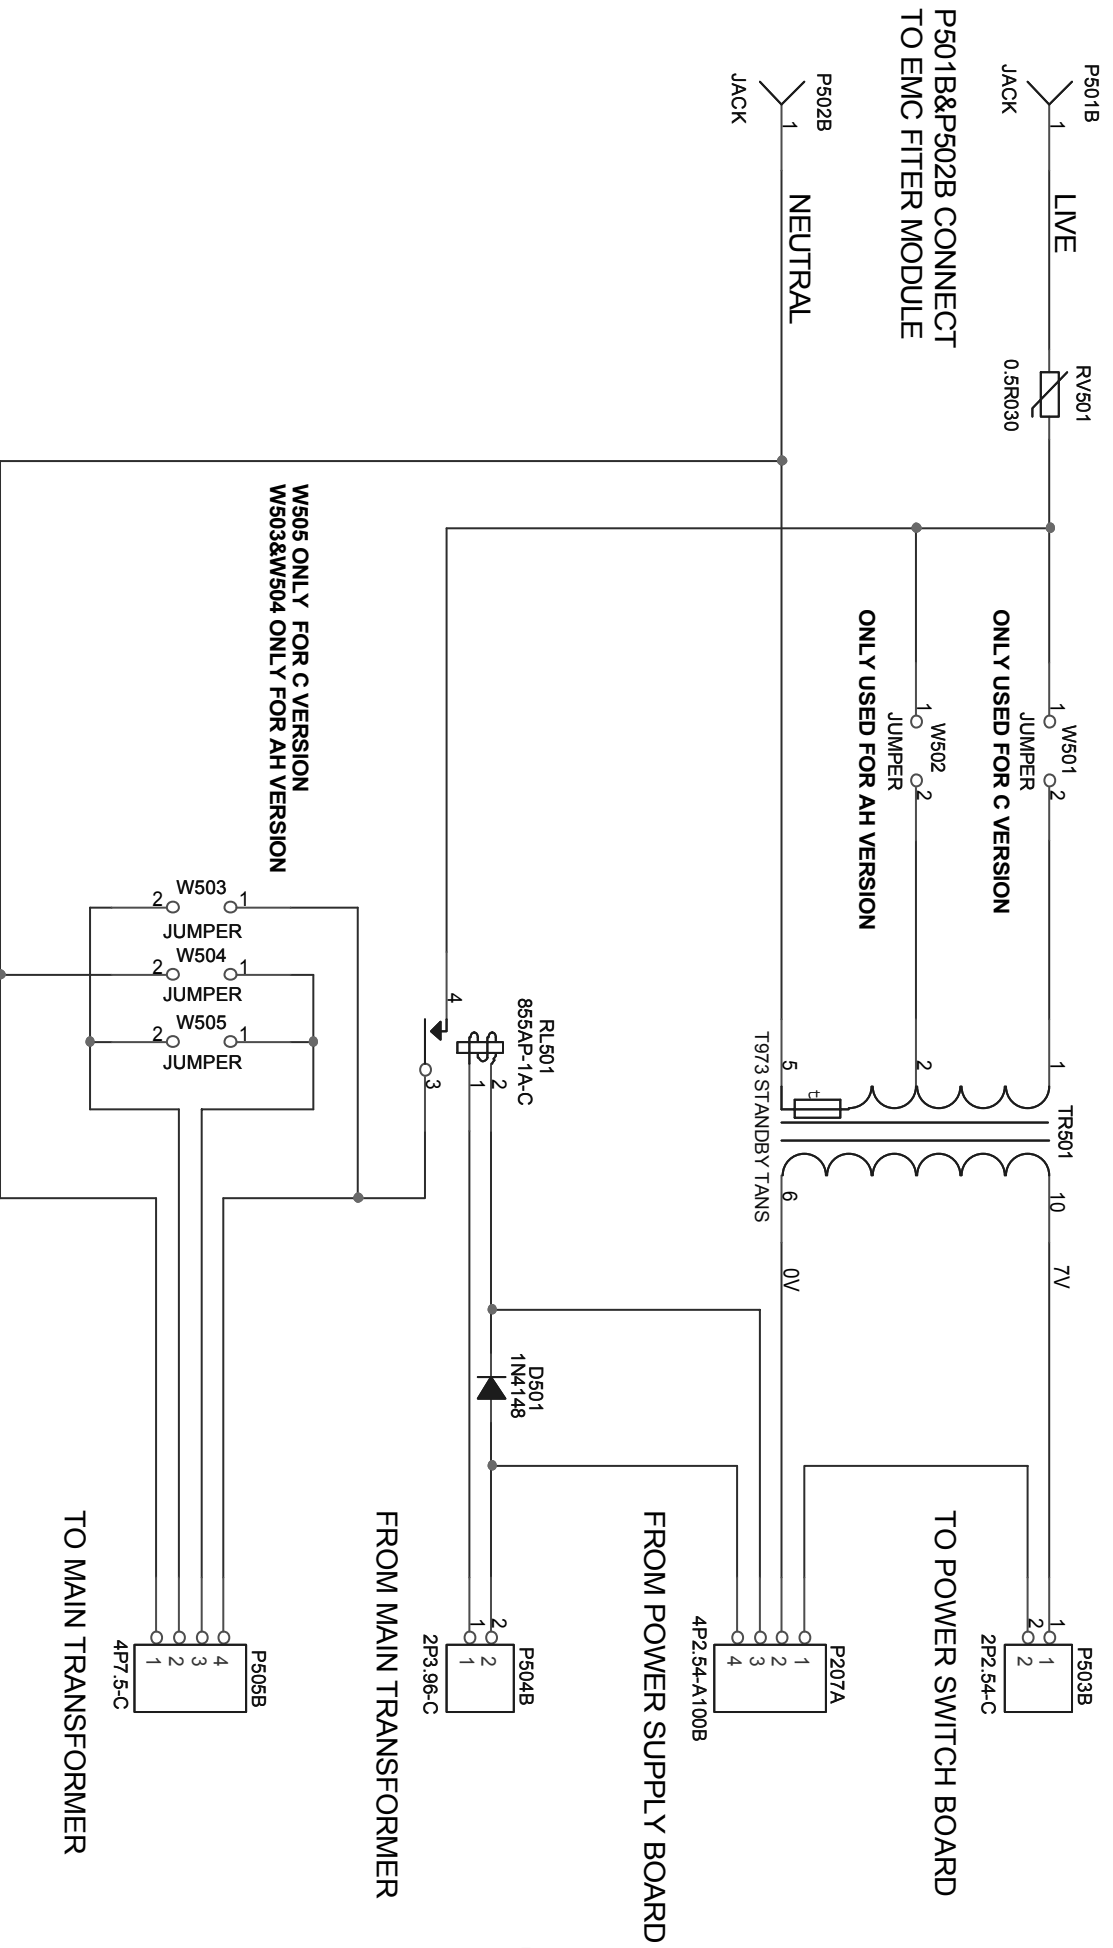 P501B
JACK
1
LIVE
RV501
0.5R030
P501B&P502B CONNECT
TO EMC FITER MODULE
P502B
JACK
1
NEUTRAL
1
W501
2
JUMPER
ONLY USED FOR C VERSION
1
W502
2
JUMPER
ONLY USED FOR AH VERSION
1
2
5
t
TR501
T973 STANDBY TANS
10
6
7V
0V
W505 ONLY FOR C VERSION
W503&W504 ONLY FOR AH VERSION
2
W503
1
JUMPER
2
W504
1
JUMPER
2
W505
1
JUMPER
4
3
RL501
855AP-1A-C
1
2
D501
1N4148
TO POWER SWITCH BOARD
1
2
1
2
P503B
2P2.54-C
FROM POWER SUPPLY BOARD
1
2
3
4
P207A
4P2.54-A100B
FROM MAIN TRANSFORMER
2
1
2
1
P504B
2P3.96-C
TO MAIN TRANSFORMER
4
3
2
1
P505B
4P7.5-C